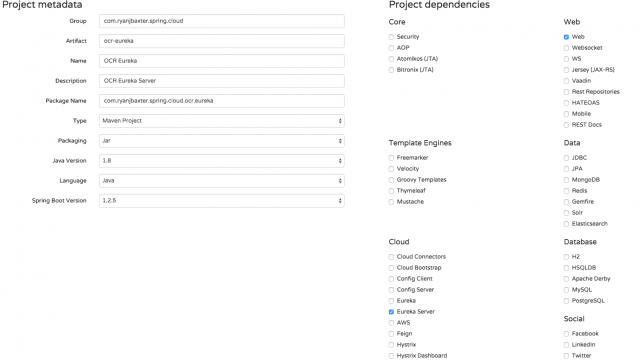 Project metadata
Group
com.ryanjbaxter.spring.cloud
Artifact
ocr-eureka
Name
OCR Eureka
Description
OCR Eureka Server
Package Name
com.ryanjbaxter.spring.cloud.ocr.eureka
Type
Maven Project
Packaging
Jar
Java Version
1.8
Language
Java
Spring Boot Version
1.2.5
Project dependencies
Core
Security
AOP
Atomikos (JTA)
Bitronix (JTA)
Web
Web
Websocket
WS
Jersey (JAX-RS)
Vaadin
Rest Repositories
HATEOAS
Mobile
REST Docs
Template Engines
Freemarker
Velocity
Groovy Templates
Thymeleaf
Mustache
Data
JDBC
JPA
MongoDB
Redis
Gemfire
Solr
Elasticsearch
Cloud
Cloud Connectors
Cloud Bootstrap
Config Client
Config Server
Eureka
Eureka Server
AWS
Feign
Hystrix
Hystrix Dashboard
Database
H2
HSQLDB
Apache Derby
MySQL
PostgreSQL
Social
Facebook
LinkedIn
Twitter